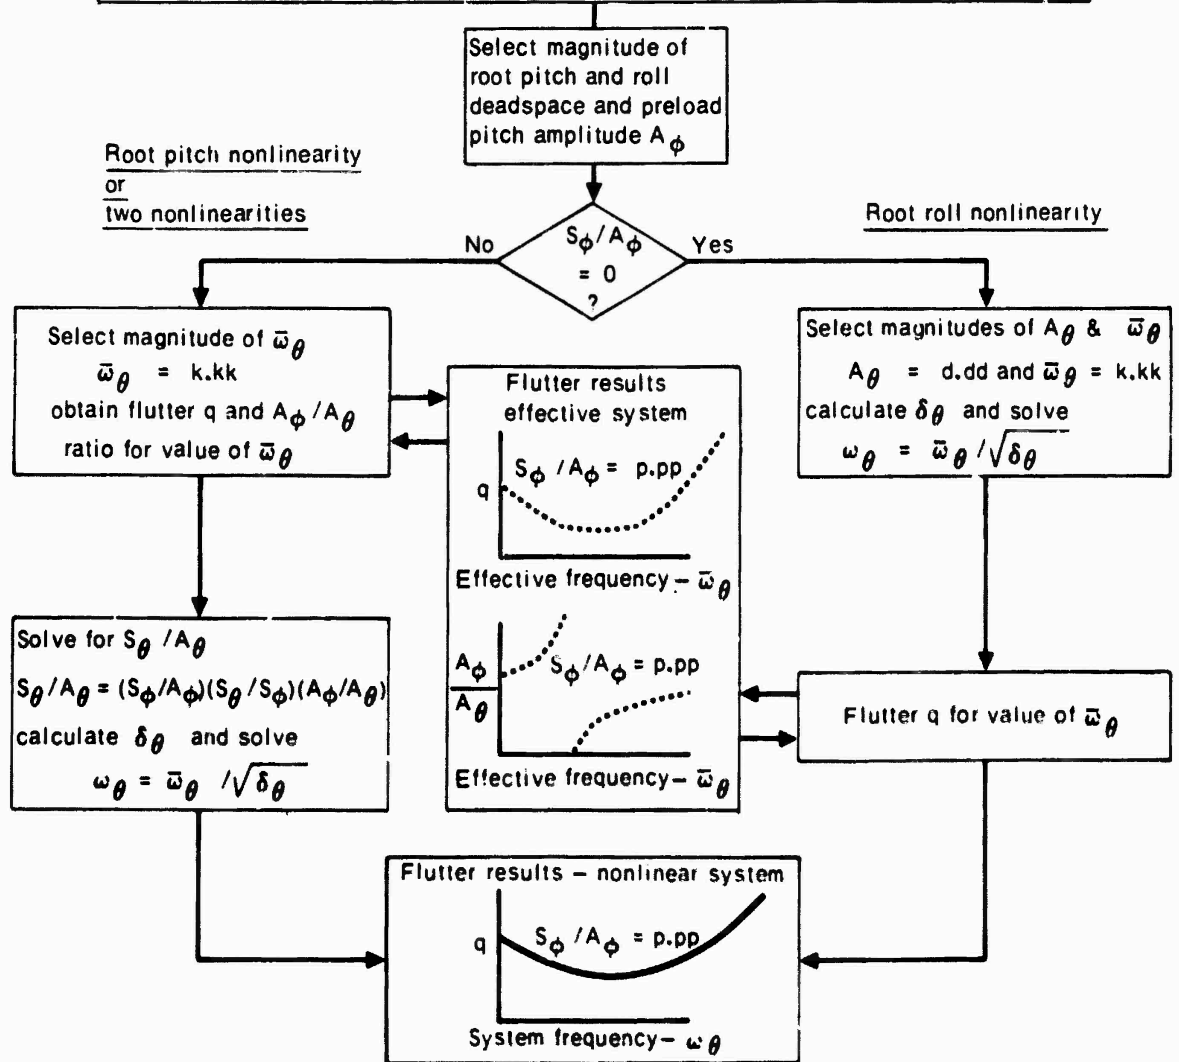 Select magnitude of
root pitch and roll
deadspace and preload
pitch amplitude A_ϕ
Root pitch nonlinearity
or
two nonlinearities
Root roll nonlinearity
No
S_ϕ/A_ϕ
= 0
?
Yes
Select magnitude of ω̄_θ
ω̄_θ = k.kk
obtain flutter q and A_ϕ/A_θ
ratio for value of ω̄_θ
Flutter results
effective system
S_ϕ/A_ϕ = p.pp
q
Effective frequency – ω̄_θ
A_ϕ
A_θ
S_ϕ/A_ϕ = p.pp
Effective frequency – ω̄_θ
Select magnitudes of A_θ & ω̄_θ
A_θ = d.dd and ω̄_θ = k.kk
calculate δ_θ and solve
ω_θ = ω̄_θ/√δ_θ
Solve for S_θ/A_θ
S_θ/A_θ = (S_ϕ/A_ϕ)(S_θ/S_ϕ)(A_ϕ/A_θ)
calculate δ_θ and solve
ω_θ = ω̄_θ /√δ_θ
Flutter q for value of ω̄_θ
Flutter results – nonlinear system
q
S_ϕ/A_ϕ = p.pp
System frequency – ω_θ